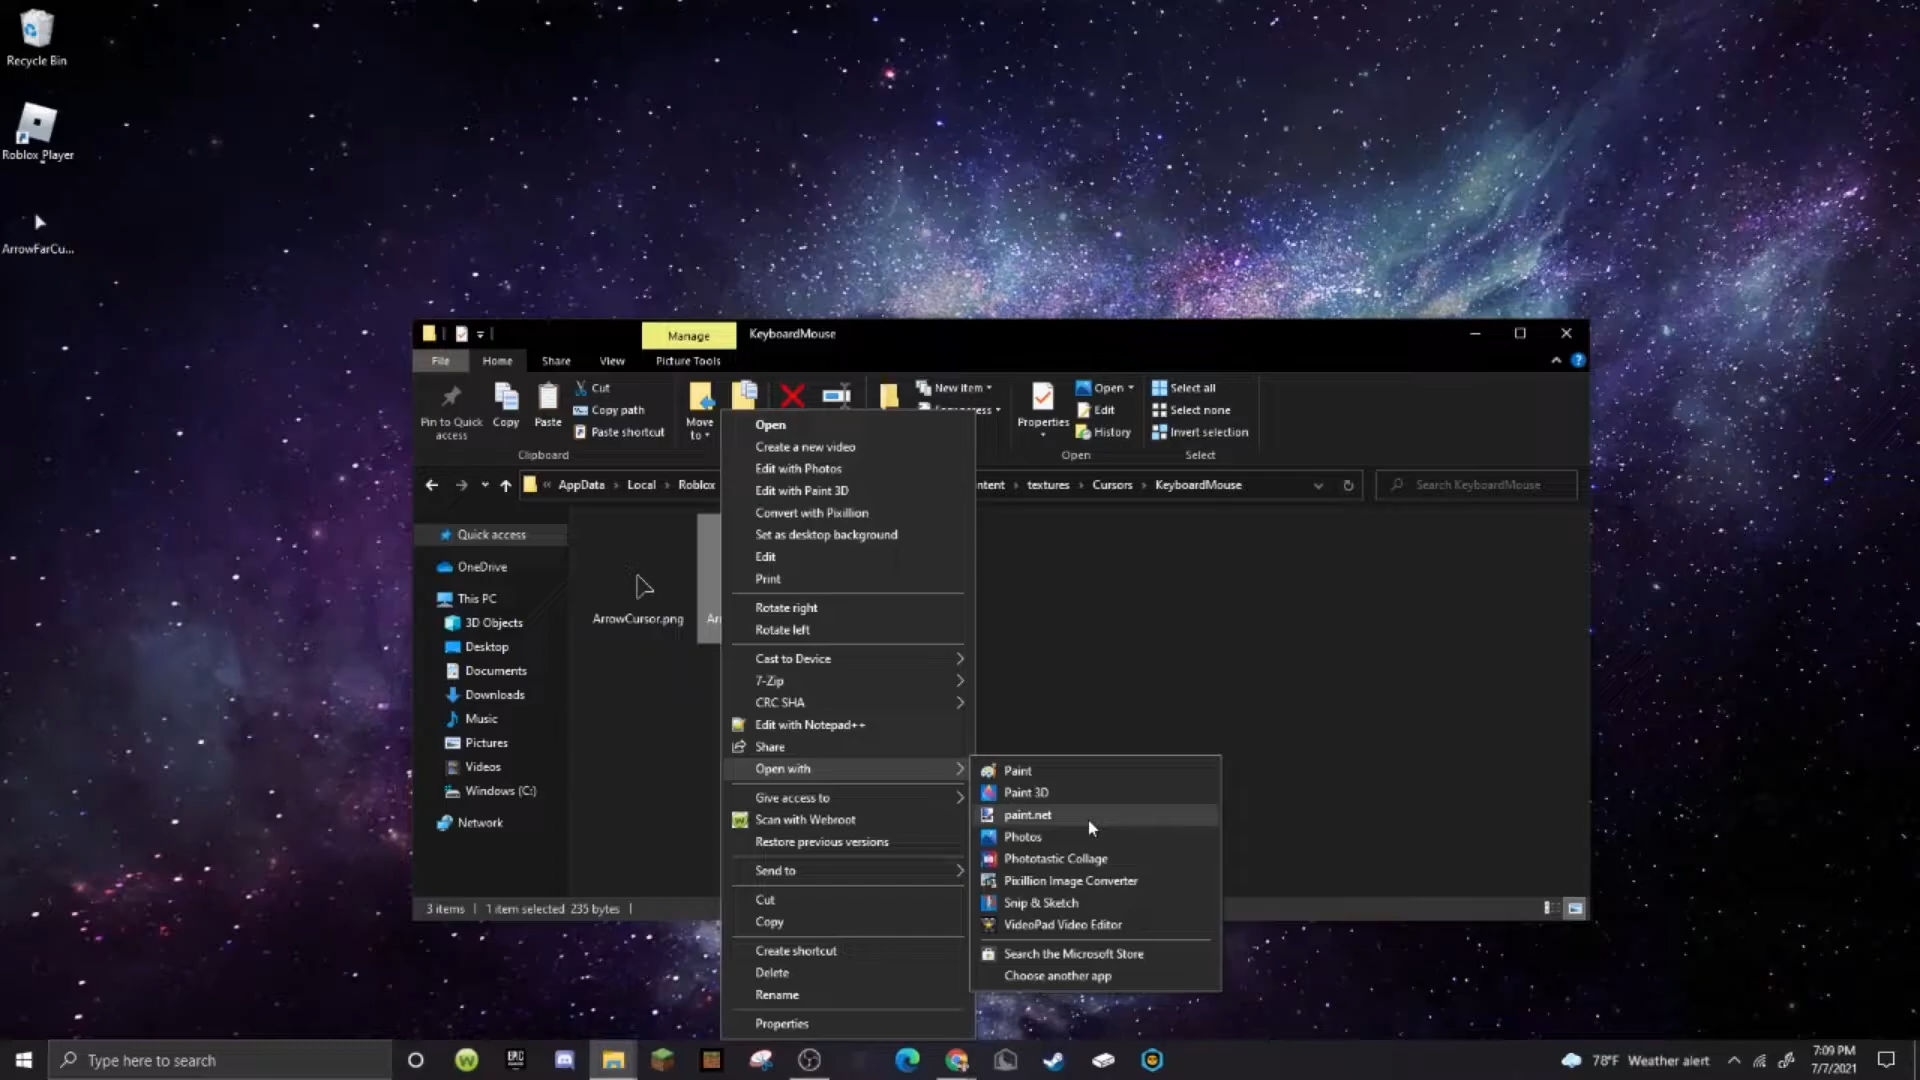 Recycle Bin
Roblox Player
ArrowFarCu...
Manage
KeyboardMouse
File
Home
Share
View
Picture Tools
Pin to Quick access
Copy
Paste
Cut
Copy path
Paste shortcut
Clipboard
Move to
New item
Properties
Open
Edit
History
Open
Select all
Select none
Invert selection
Select
« AppData › Local › Roblox
ntent › textures › Cursors › KeyboardMouse
Search KeyboardMouse
Quick access
OneDrive
This PC
3D Objects
Desktop
Documents
Downloads
Music
Pictures
Videos
Windows (C:)
Network
ArrowCursor.png
Arr
3 items
1 item selected 235 bytes
Open
Create a new video
Edit with Photos
Edit with Paint 3D
Convert with Pixillion
Set as desktop background
Edit
Print
Rotate right
Rotate left
Cast to Device
7-Zip
CRC SHA
Edit with Notepad++
Share
Open with
Give access to
Scan with Webroot
Restore previous versions
Send to
Cut
Copy
Create shortcut
Delete
Rename
Properties
Paint
Paint 3D
paint.net
Photos
Phototastic Collage
Pixillion Image Converter
Snip & Sketch
VideoPad Video Editor
Search the Microsoft Store
Choose another app
Type here to search
EPIC
78°F Weather alert
7:09 PM
7/7/2021